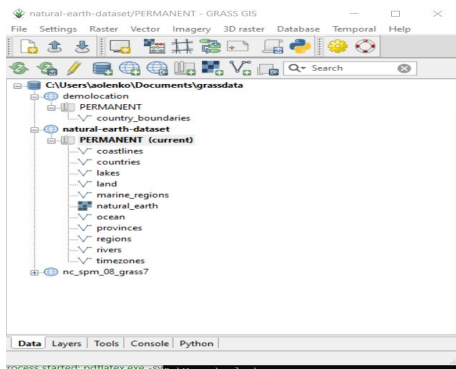 natural-earth-dataset/PERMANENT - GRASS GIS
File Settings Raster Vector Imagery 3D raster Database Temporal Help
Search
C:\Users\aolenko\Documents\grassdata
demolocation
PERMANENT
country_boundaries
natural-earth-dataset
PERMANENT (current)
coastlines
countries
lakes
land
marine_regions
natural_earth
ocean
provinces
regions
rivers
timezones
nc_spm_08_grass7
Data Layers Tools Console Python